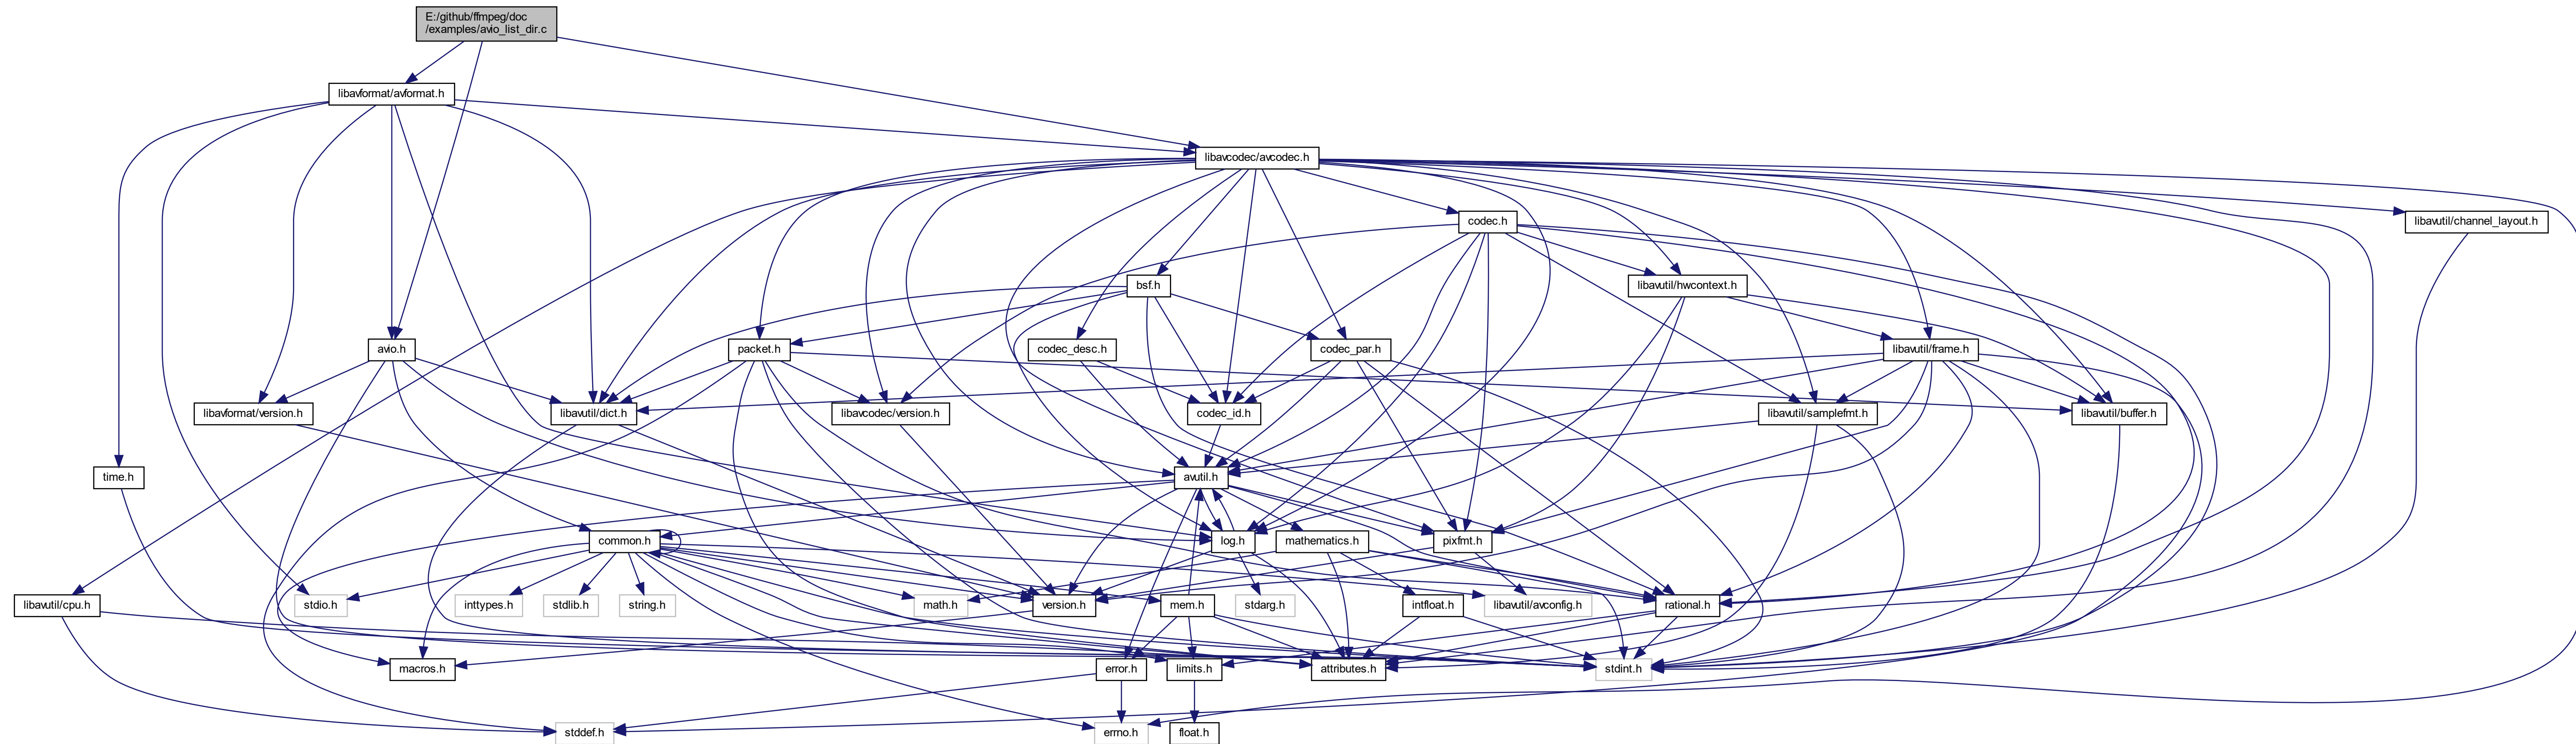 E:/github/ffmpeg/doc
/examples/avio_list_dir.c
libavformat/avformat.h
libavcodec/avcodec.h
codec.h
libavutil/channel_layout.h
bsf.h
libavutil/hwcontext.h
avio.h
packet.h
codec_desc.h
codec_par.h
libavutil/frame.h
libavformat/version.h
libavutil/dict.h
libavcodec/version.h
codec_id.h
libavutil/samplefmt.h
libavutil/buffer.h
time.h
avutil.h
common.h
log.h
mathematics.h
pixfmt.h
libavutil/cpu.h
stdio.h
inttypes.h
stdlib.h
string.h
math.h
version.h
mem.h
stdarg.h
intfloat.h
libavutil/avconfig.h
rational.h
macros.h
error.h
limits.h
attributes.h
stdint.h
stddef.h
errno.h
float.h